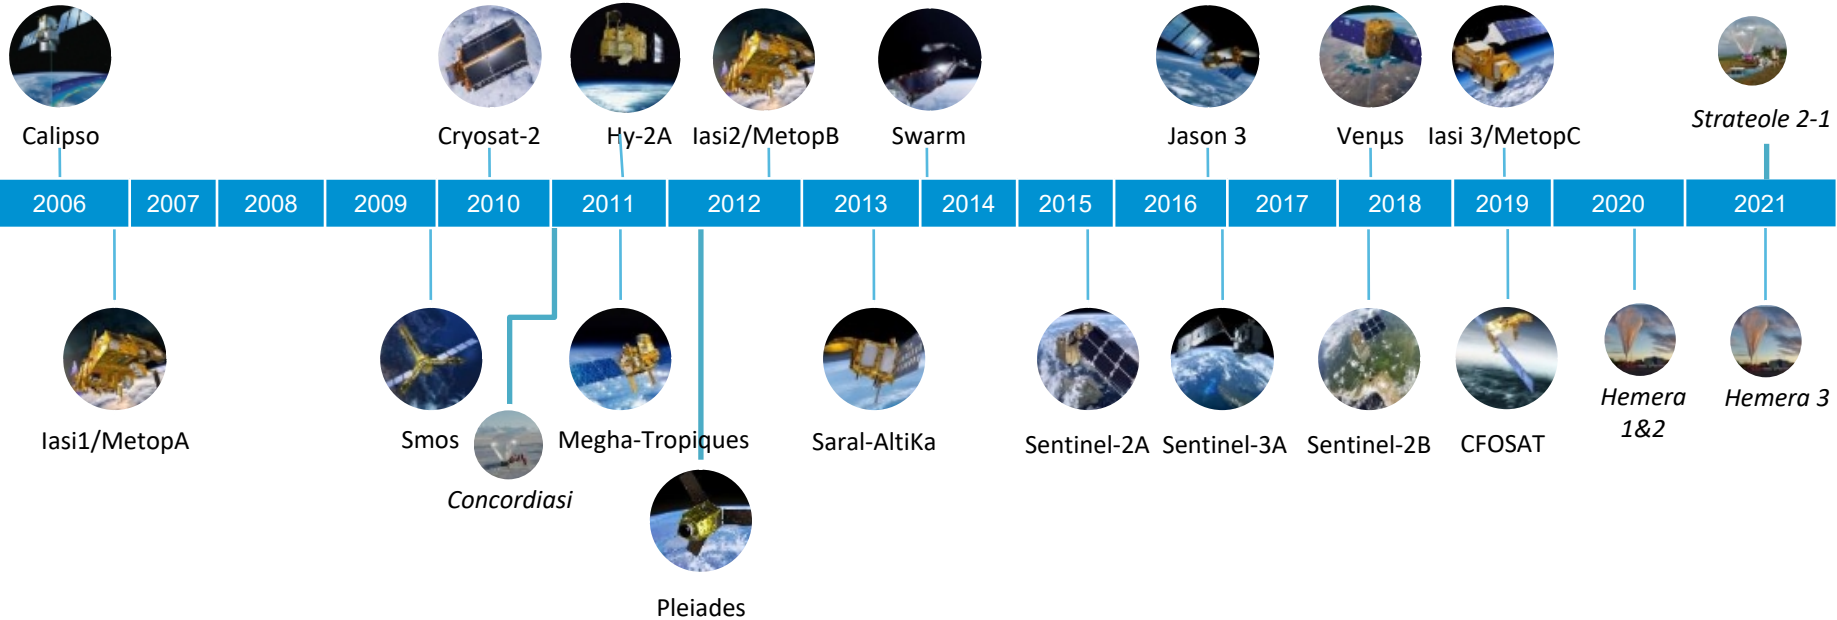 Calipso
Cryosat-2
Hy-2A
Iasi2/MetopB
Swarm
Jason 3
Venµs
Iasi 3/MetopC
Strateole 2-1
2006
2007
2008
2009
2010
2011
2012
2013
2014
2015
2016
2017
2018
2019
2020
2021
Iasi1/MetopA
Smos
Concordiasi
Megha-Tropiques
Pleiades
Saral-AltiKa
Sentinel-2A
Sentinel-3A
Sentinel-2B
CFOSAT
Hemera
1&2
Hemera 3